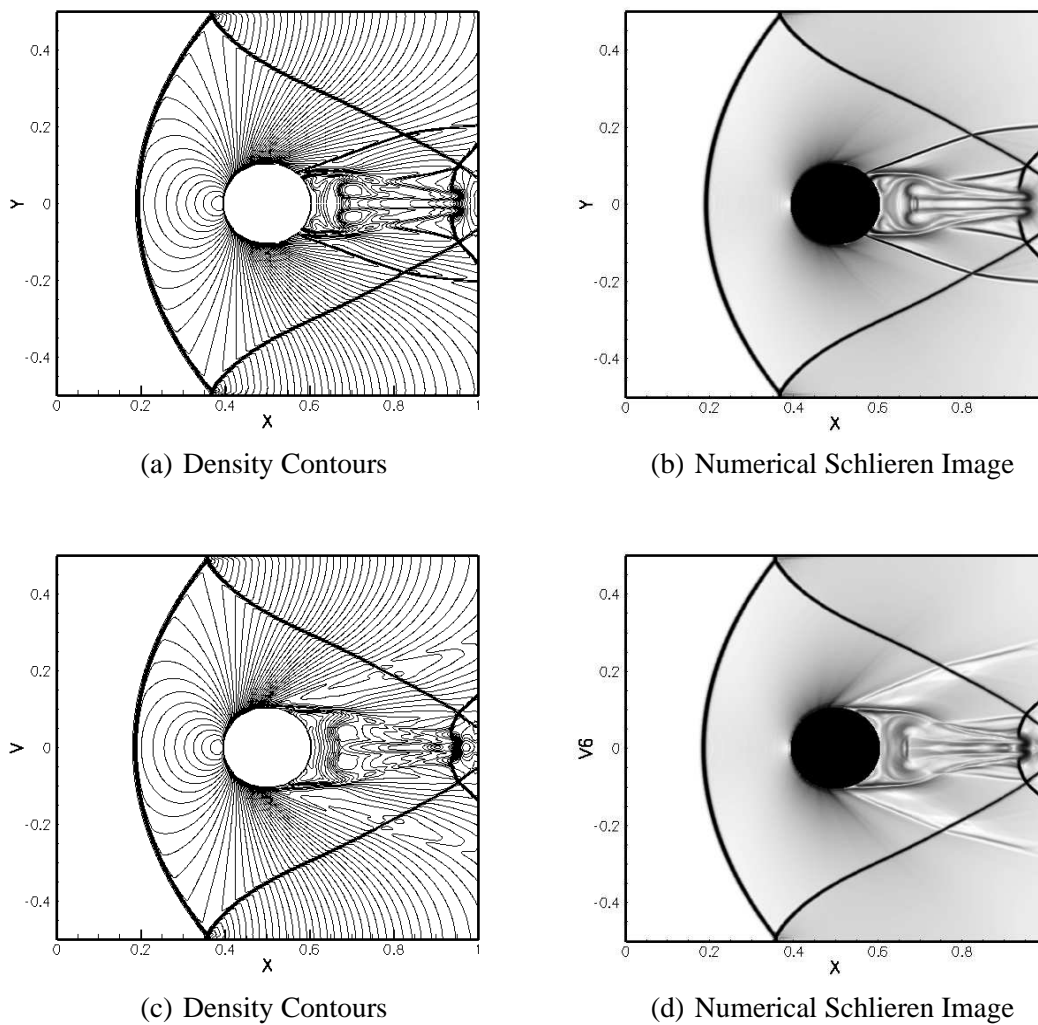 0.4
0.2
0
-0.2
-0.4
Y
0 0.2 0.4 0.6 0.8 1
X
(a) Density Contours
0.4
0.2
0
-0.2
-0.4
Y
0 0.2 0.4 0.6 0.8
X
(b) Numerical Schlieren Image
0.4
0.2
0
-0.2
-0.4
V
0 0.2 0.4 0.6 0.8 1
X
(c) Density Contours
0.4
0.2
0
-0.2
-0.4
V6
0 0.2 0.4 0.6 0.8
X
(d) Numerical Schlieren Image